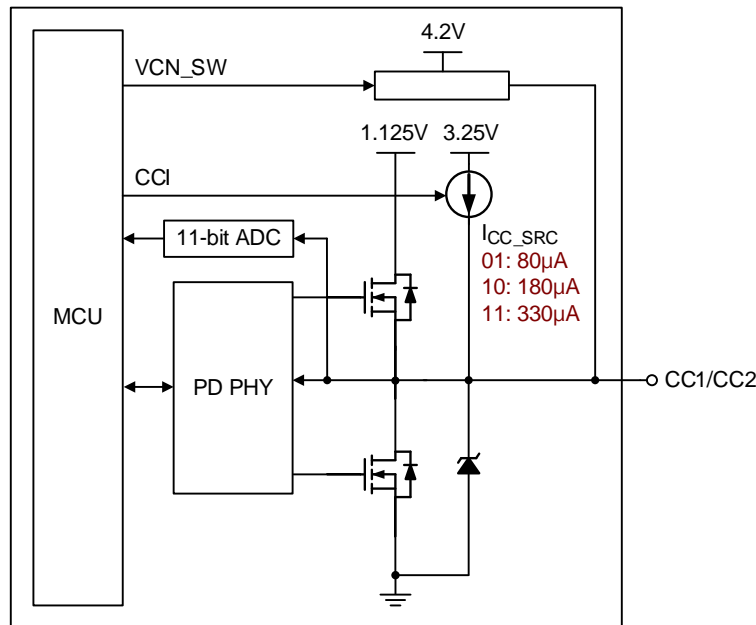 4.2V
VCN_SW
1.125V 3.25V
CCI
11-bit ADC
ICC_SRC
01: 80µA
10: 180µA
11: 330µA
MCU
PD PHY
CC1/CC2